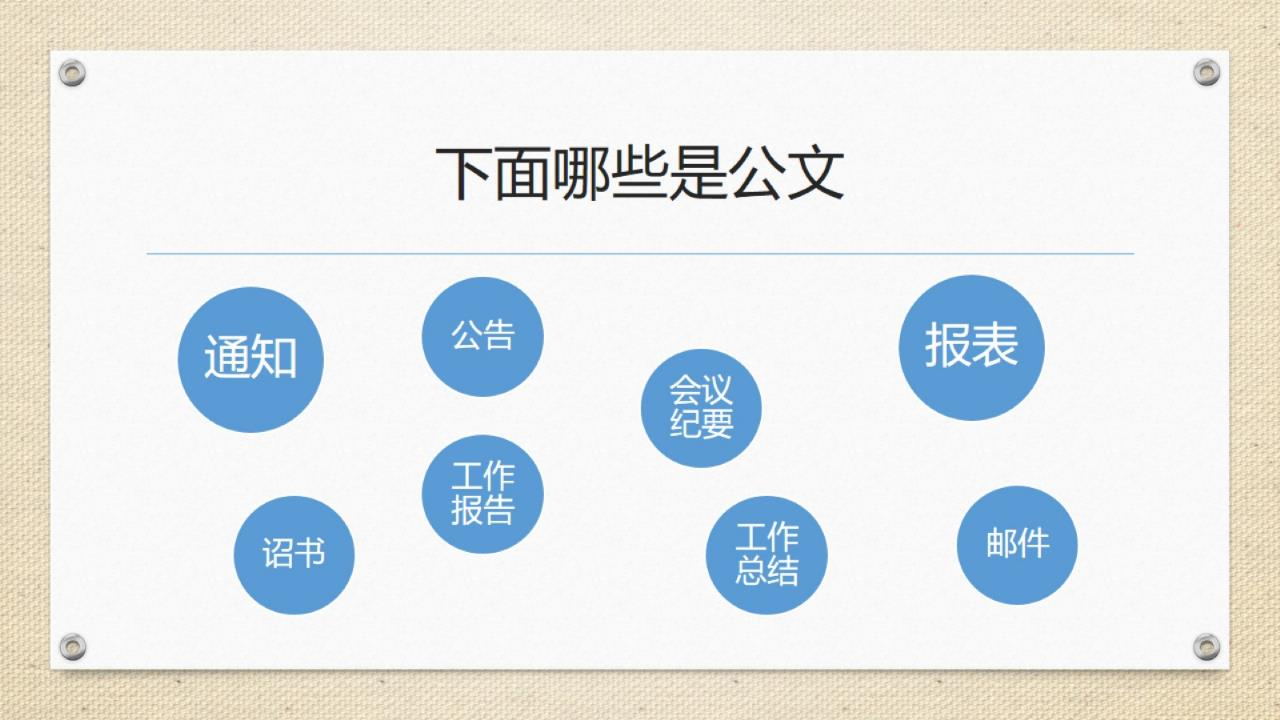 下面哪些是公文
通知
公告
会议
纪要
报表
诏书
工作
报告
工作
总结
邮件